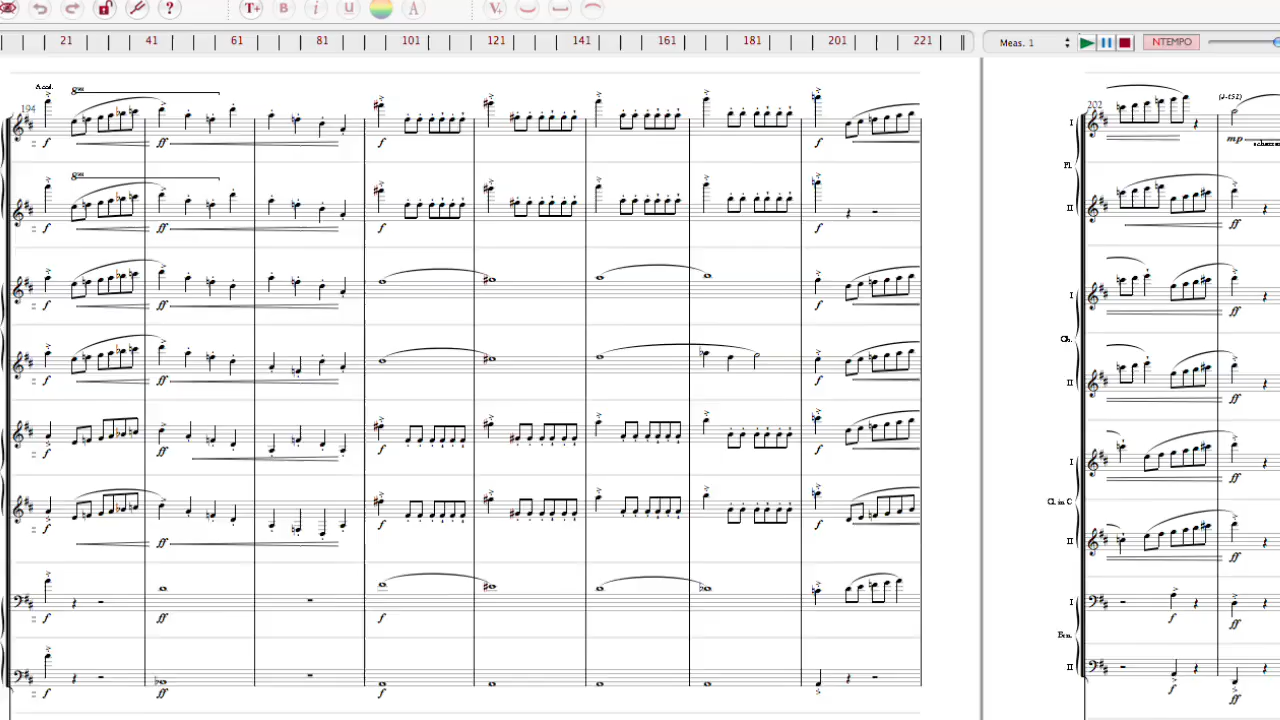 T+ B i U A V+
21 41 61 81 101 121 141 161 181 201 221 Meas. 1 NTEMPO
Accel.
194
8va
f ff f f
8va
f ff f f
f ff f
f ff f
f ff f f
f ff f f
f ff f
f ff f
202
I
mp
Fl.
II
ff
I
ff
II
ff
I
ff
Cl. in C
II
ff
I
f ff
Bsn.
II
f ff